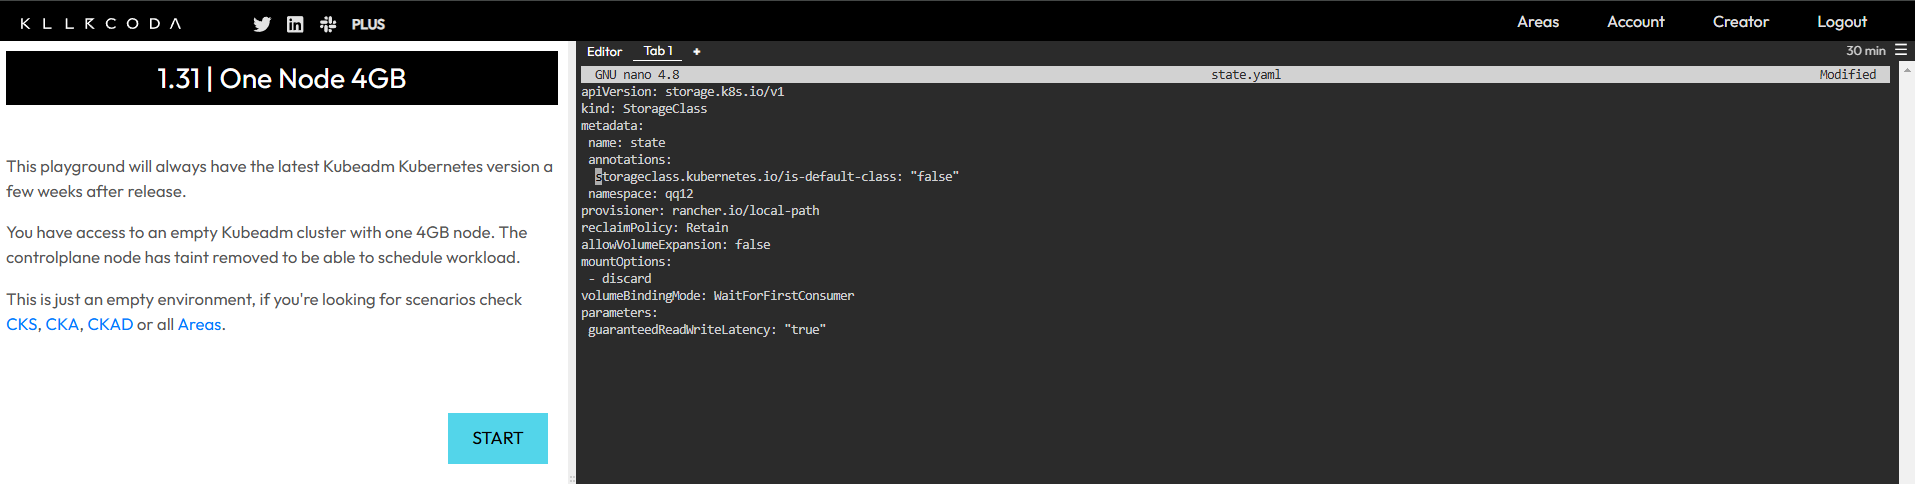 KLLRCODA PLUS Areas Account Creator Logout
1.31 | One Node 4GB
This playground will always have the latest Kubeadm Kubernetes version a
few weeks after release.
You have access to an empty Kubeadm cluster with one 4GB node. The
controlplane node has taint removed to be able to schedule workload.
This is just an empty environment, if you're looking for scenarios check
CKS, CKA, CKAD or all Areas.
START
Editor Tab 1 + 30 min
GNU nano 4.8 state.yaml Modified
apiVersion: storage.k8s.io/v1
kind: StorageClass
metadata:
 name: state
 annotations:
  storageclass.kubernetes.io/is-default-class: "false"
 namespace: qq12
provisioner: rancher.io/local-path
reclaimPolicy: Retain
allowVolumeExpansion: false
mountOptions:
 - discard
volumeBindingMode: WaitForFirstConsumer
parameters:
 guaranteedReadWriteLatency: "true"